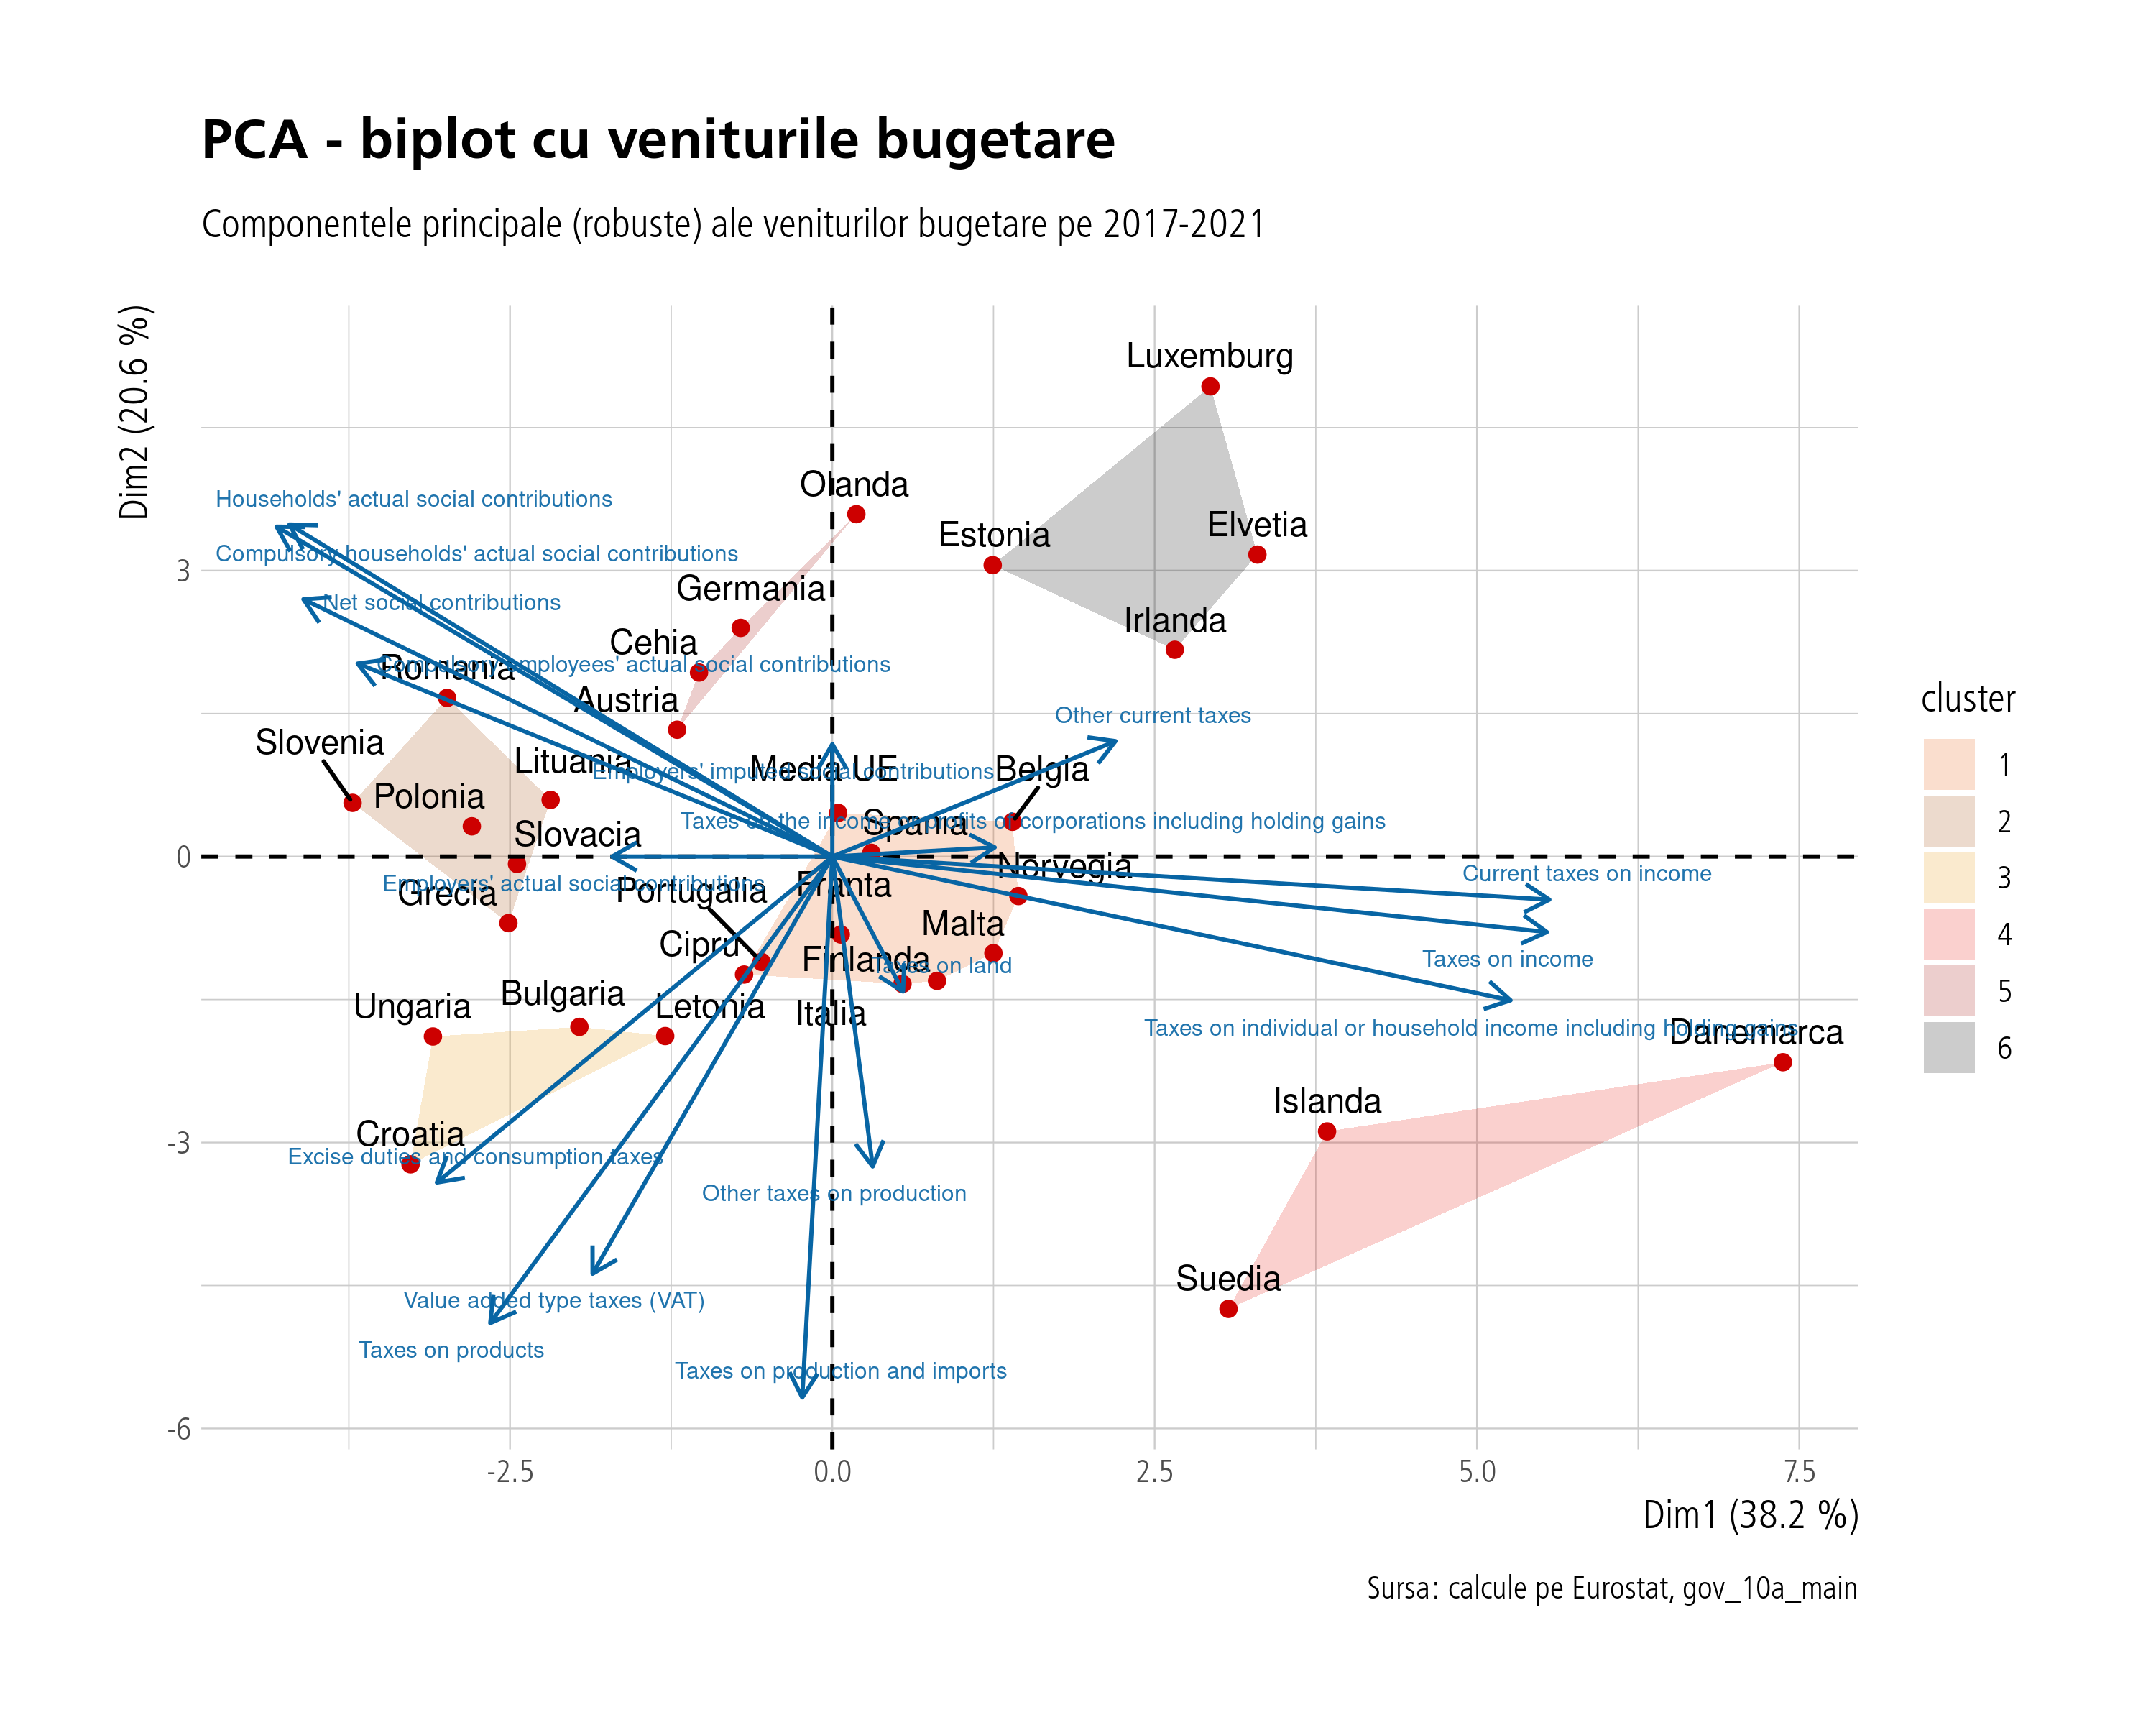 PCA - biplot cu veniturile bugetare
Componentele principale (robuste) ale veniturilor bugetare pe 2017-2021
Dim2 (20.6 %)
Luxemburg
Olanda
Households' actual social contributions
Elvetia
Estonia
Compulsory households' actual social contributions
3
Germania
Net social contributions
Irlanda
Cehia
Compulsory employees' actual social contributions
Romania
Austria
Other current taxes
Slovenia
Lituania
Media UE
Employers' imputed social contributions
Belgia
Polonia
Taxes on the income or profits of corporations including holding gains
Spania
Slovacia
0
Norvegia
Current taxes on income
Employers' actual social contributions
Franta
Grecia
Portugalia
Malta
Cipru
Finlanda
Taxes on land
Taxes on income
Bulgaria
Ungaria
Letonia
Italia
Taxes on individual or household income including holding gains
Danemarca
Islanda
Croatia
-3
Excise duties and consumption taxes
Other taxes on production
Suedia
Value added type taxes (VAT)
Taxes on products
Taxes on production and imports
-6
-2.5
0.0
2.5
5.0
7.5
Dim1 (38.2 %)
cluster
1
2
3
4
5
6
Sursa: calcule pe Eurostat, gov_10a_main